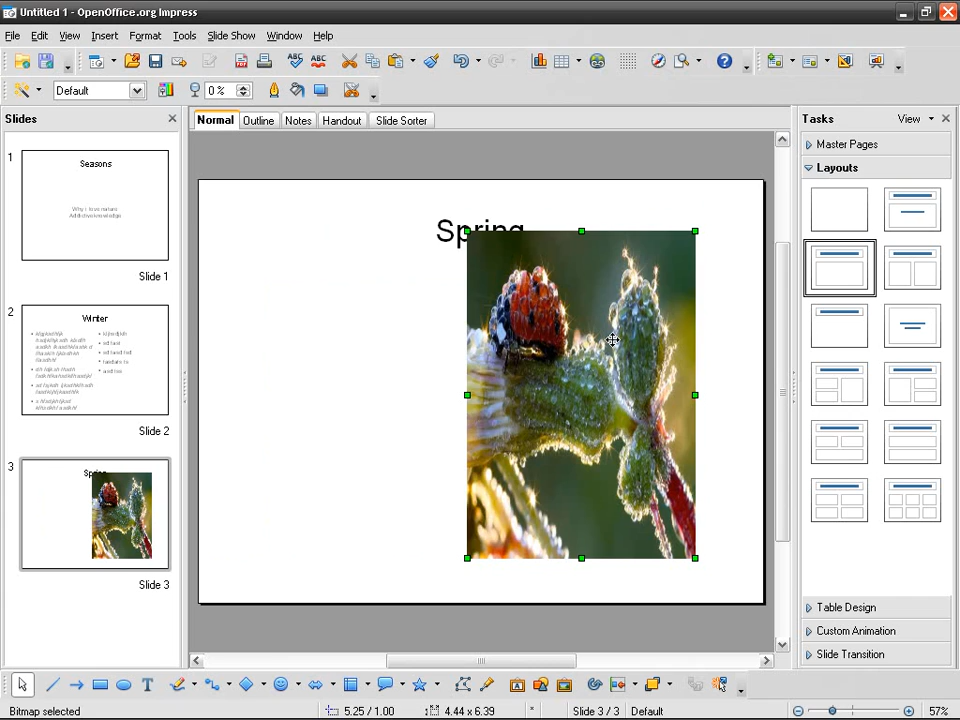 Untitled 1 - OpenOffice.org Impress
File Edit View Insert Format Tools Slide Show Window Help
Default 0 %
Slides
Normal Outline Notes Handout Slide Sorter
Tasks View
Master Pages
Layouts
1
Seasons
Slide 1
2
Winter
Slide 2
3
Spring
Slide 3
Spring
Table Design
Custom Animation
Slide Transition
Bitmap selected 5.25 / 1.00 4.44 x 6.39 * Slide 3 / 3 Default 57%